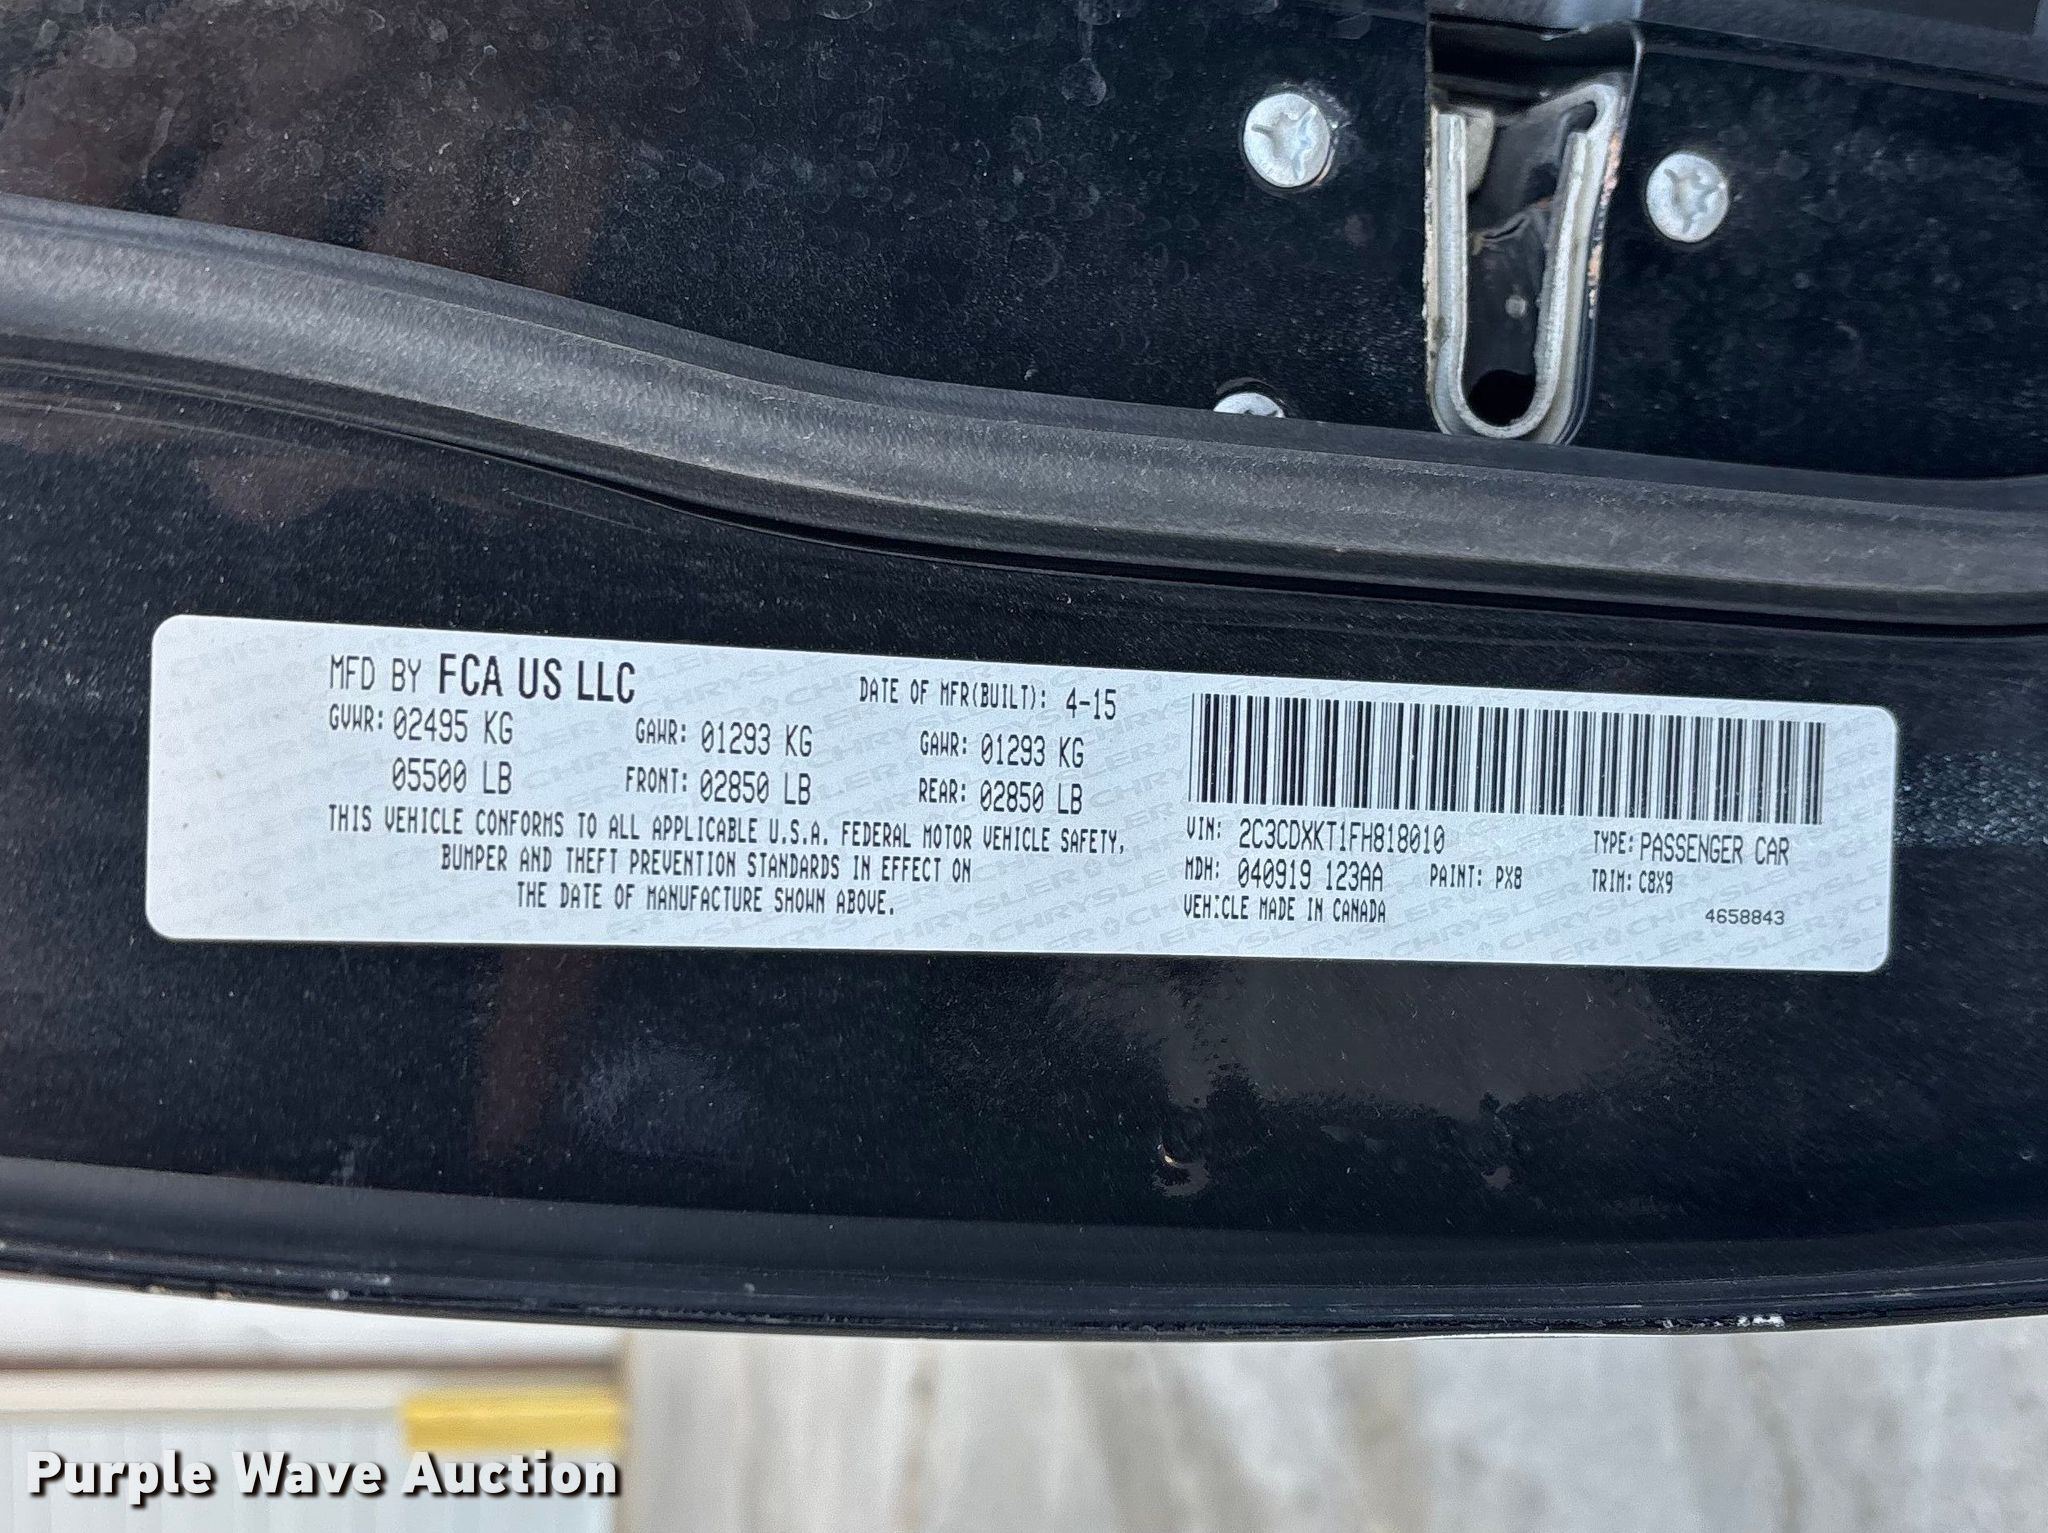 MFD BY FCA US LLC
DATE OF MFR(BUILT): 4-15
GVWR: 02495 KG
GAWR: 01293 KG
GAWR: 01293 KG
05500 LB
FRONT: 02850 LB
REAR: 02850 LB
THIS VEHICLE CONFORMS TO ALL APPLICABLE U.S.A. FEDERAL MOTOR VEHICLE SAFETY,
BUMPER AND THEFT PREVENTION STANDARDS IN EFFECT ON
THE DATE OF MANUFACTURE SHOWN ABOVE.
VIN: 2C3CDXKT1FH818010
TYPE: PASSENGER CAR
MDH: 040919 123AA
PAINT: PX8
TRIM: C8X9
VEHICLE MADE IN CANADA
4658843
Purple Wave Auction